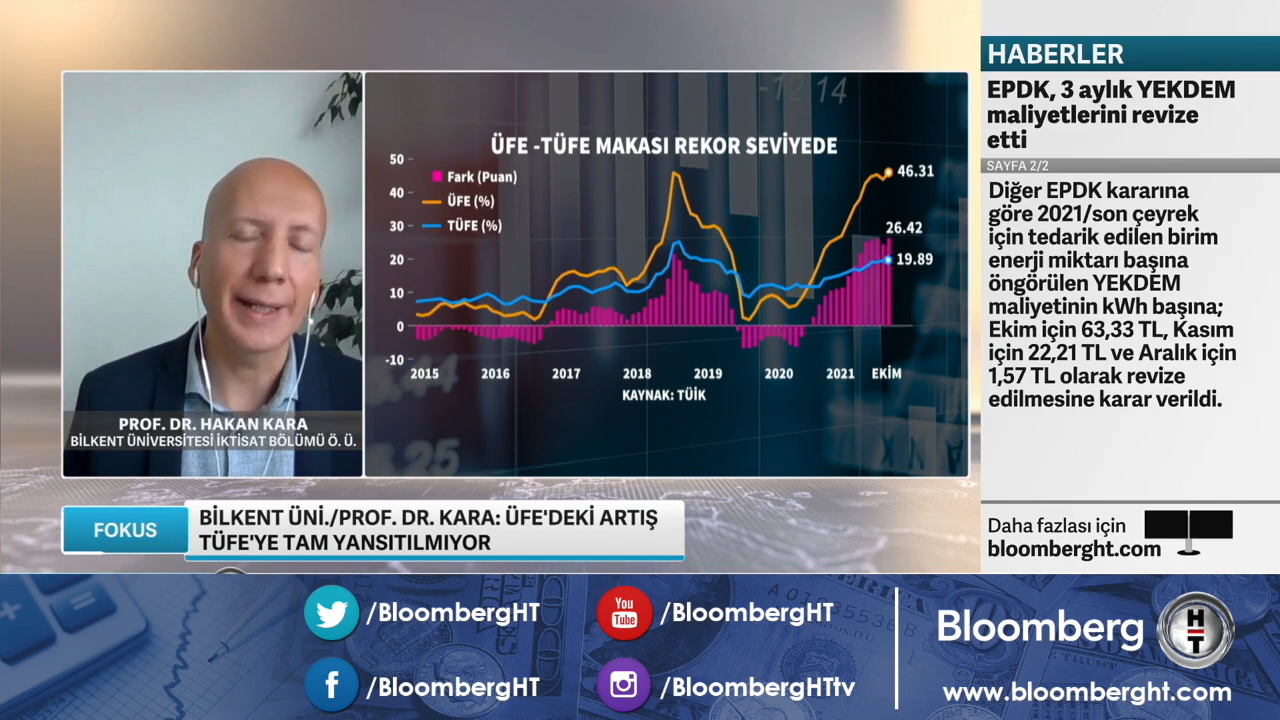 -12.14
ÜFE -TÜFE MAKASI REKOR SEVİYEDE
50
40
30
20
10
0
-10
Fark (Puan)
ÜFE (%)
TÜFE (%)
46.31
26.42
19.89
2015 2016 2017 2018 2019 2020 2021 EKİM
KAYNAK: TÜİK
PROF. DR. HAKAN KARA
BİLKENT ÜNİVERSİTESİ İKTİSAT BÖLÜMÜ Ö. Ü.
FOKUS
BİLKENT ÜNİ./PROF. DR. KARA: ÜFE'DEKİ ARTIŞ
TÜFE'YE TAM YANSITILMIYOR
HABERLER
EPDK, 3 aylık YEKDEM
maliyetlerini revize
etti
SAYFA 2/2
Diğer EPDK kararına
göre 2021/son çeyrek
için tedarik edilen birim
enerji miktarı başına
öngörülen YEKDEM
maliyetinin kWh başına;
Ekim için 63,33 TL, Kasım
için 22,21 TL ve Aralık için
1,57 TL olarak revize
edilmesine karar verildi.
Daha fazlası için
bloomberght.com
/BloombergHT
You
Tube
/BloombergHT
/BloombergHT
/BloombergHTtv
Bloomberg
HT
www.bloomberght.com